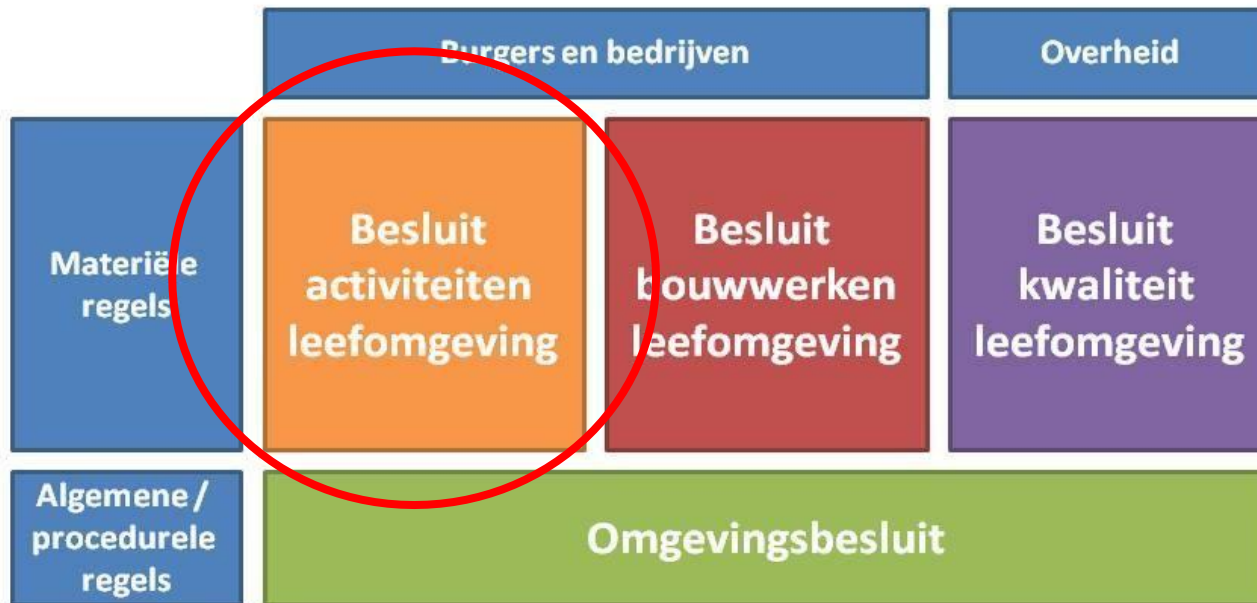 Burgers en bedrijven
Overheid
Materiële
regels
Besluit
activiteiten
leefomgeving
Besluit
bouwwerken
leefomgeving
Besluit
kwaliteit
leefomgeving
Algemene /
procedurele
regels
Omgevingsbesluit